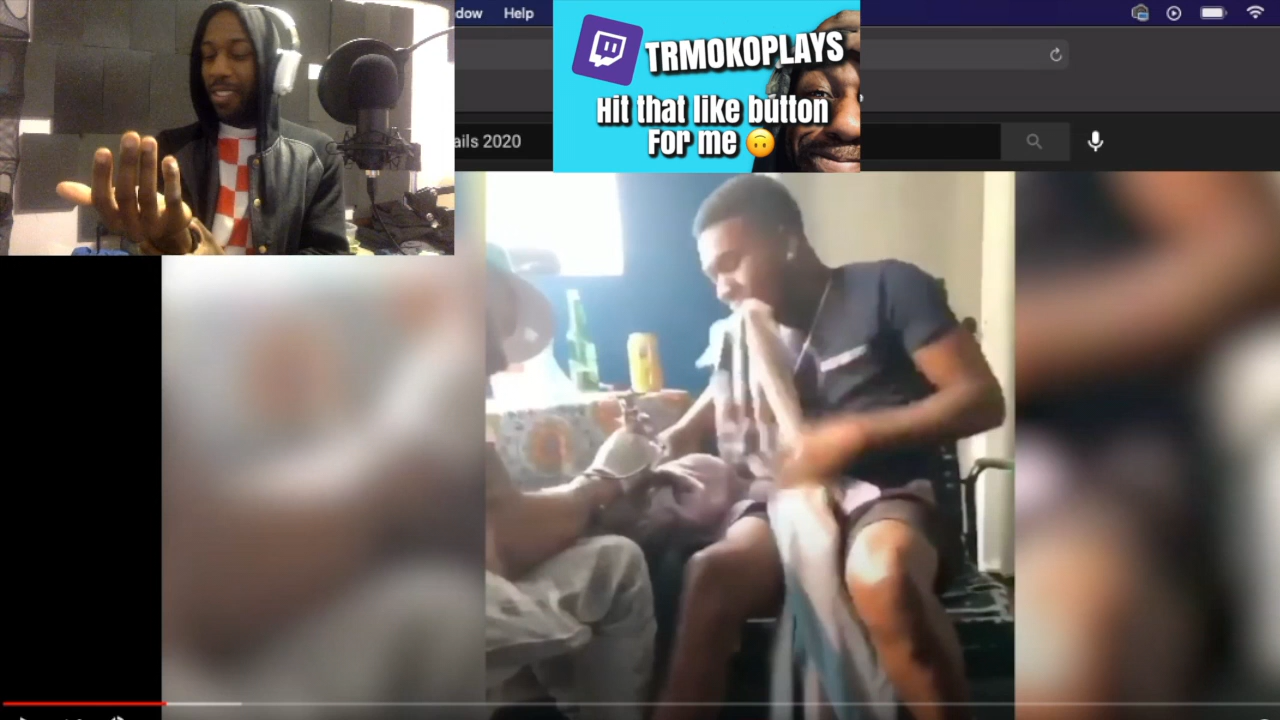 dow Help
TRMOKOPLAYS
Hit that like button
For me 🙃
ails 2020